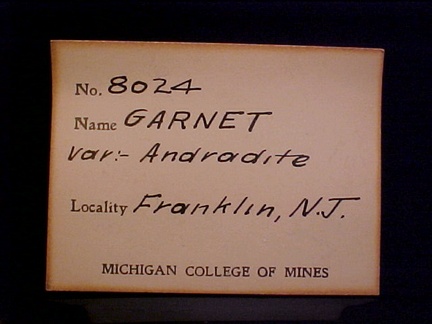 No. 8024
Name GARNET
var:- Andradite
Locality Franklin, N.J.
MICHIGAN COLLEGE OF MINES